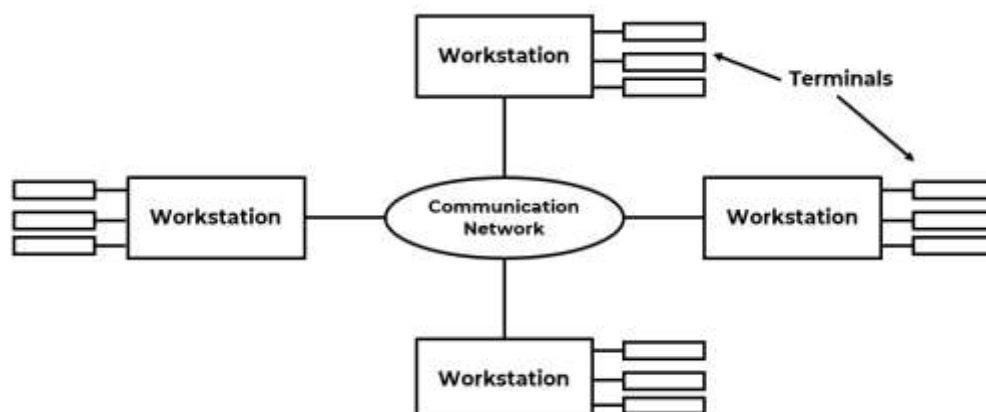 Workstation
Terminals
Workstation
Communication
Network
Workstation
Workstation